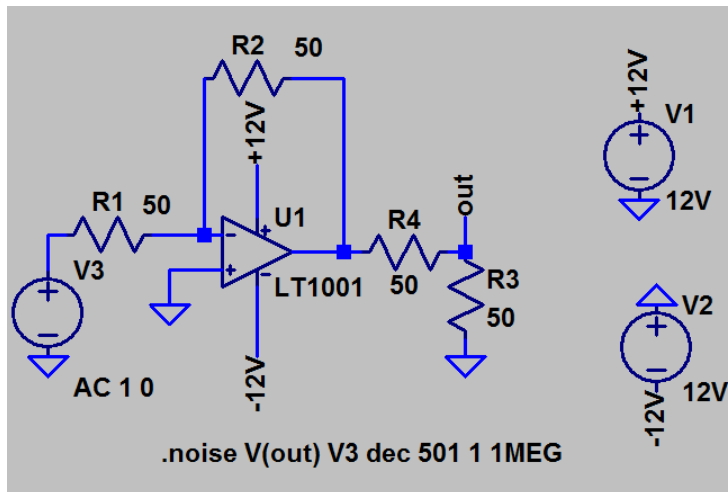 R2 50
+12V
+12V
V1
R1 50
U1
out
R4
V3
LT1001
50
R3
50
12V
V2
-12V
AC 1 0
12V
-12V
.noise V(out) V3 dec 501 1 1MEG